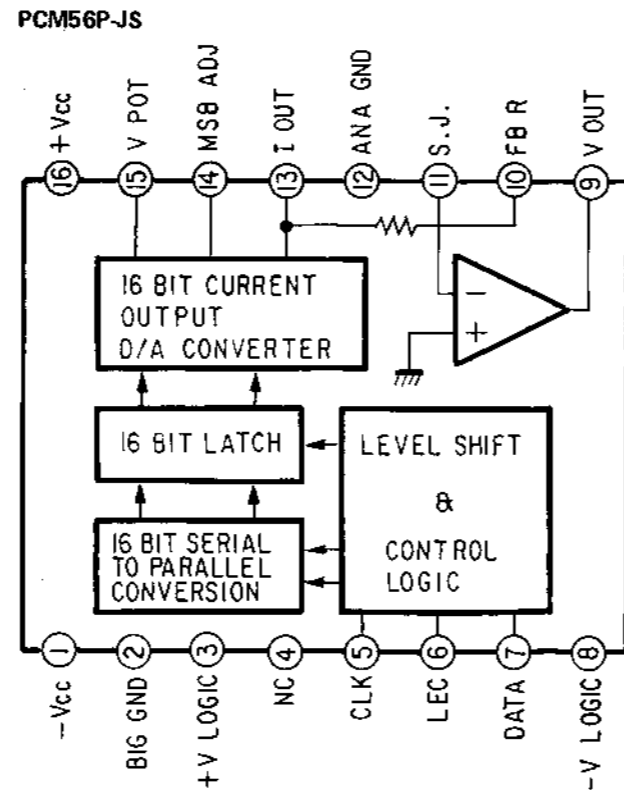 PCM56P-JS
+Vcc
V POT
MSB ADJ
I OUT
ANA GND
S.J.
FB R
V OUT
16
15
14
13
12
11
10
9
16 BIT CURRENT
OUTPUT
D/A CONVERTER
−
+
16 BIT LATCH
LEVEL SHIFT
&
CONTROL
LOGIC
16 BIT SERIAL
TO PARALLEL
CONVERSION
1
2
3
4
5
6
7
8
−Vcc
BIG GND
+V LOGIC
NC
CLK
LEC
DATA
−V LOGIC